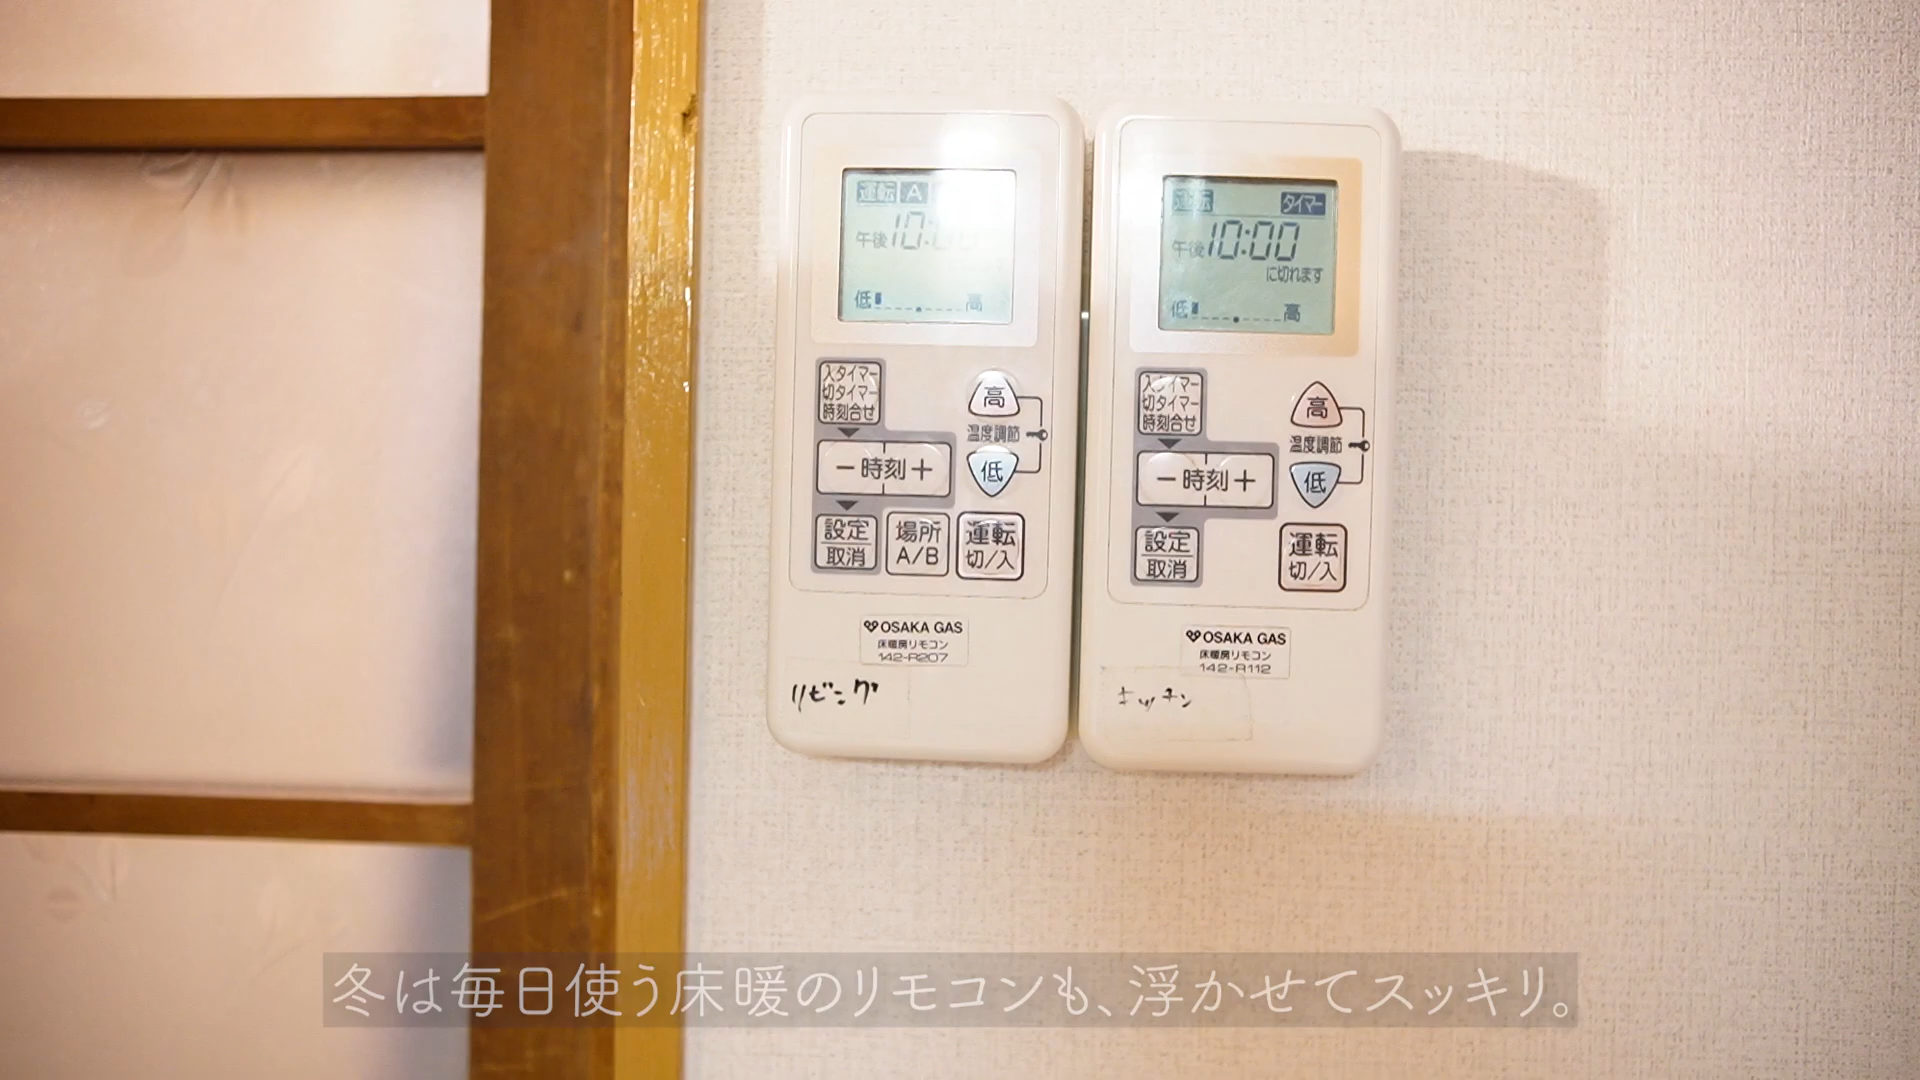 運転 A
午後10:00
低 高
入タイマー
切タイマー
時刻合せ
高
温度調節
低
－時刻＋
設定
取消
場所
A/B
運転
切/入
OSAKA GAS
床暖房リモコン
142-R207
リビング
運転 タイマー
午後10:00
に切れます
低 高
入タイマー
切タイマー
時刻合せ
高
温度調節
低
－時刻＋
設定
取消
運転
切/入
OSAKA GAS
床暖房リモコン
142-R112
キッチン
冬は毎日使う床暖のリモコンも、浮かせてスッキリ。